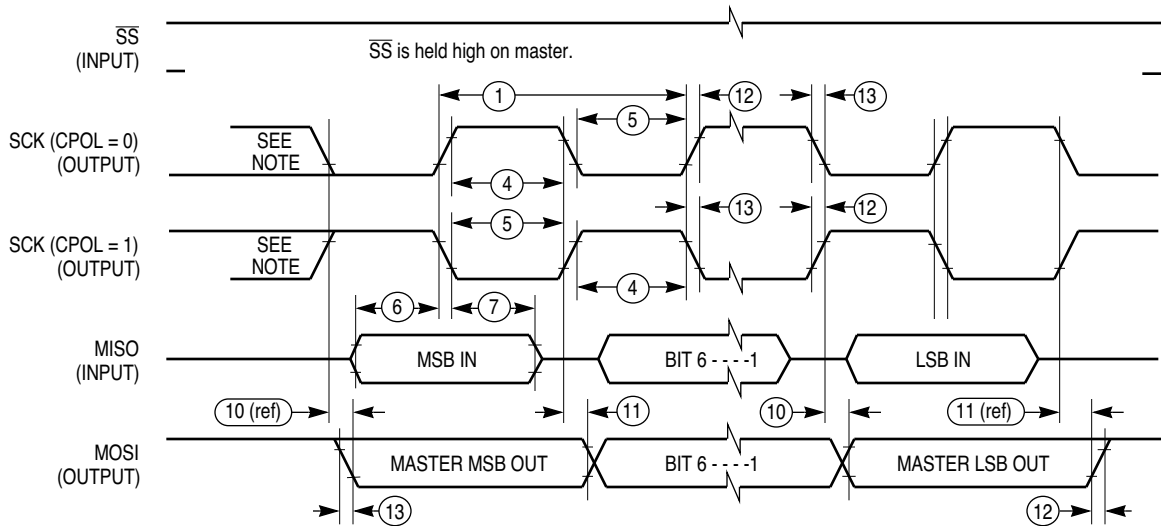 SS
(INPUT)
SS is held high on master.
1
12
13
5
SCK (CPOL = 0)
(OUTPUT)
SEE
NOTE
4
13
12
5
SCK (CPOL = 1)
(OUTPUT)
SEE
NOTE
4
6
7
MISO
(INPUT)
MSB IN
BIT 6 - - - -1
LSB IN
10 (ref)
11
10
11 (ref)
MOSI
(OUTPUT)
MASTER MSB OUT
BIT 6 - - - -1
MASTER LSB OUT
13
12